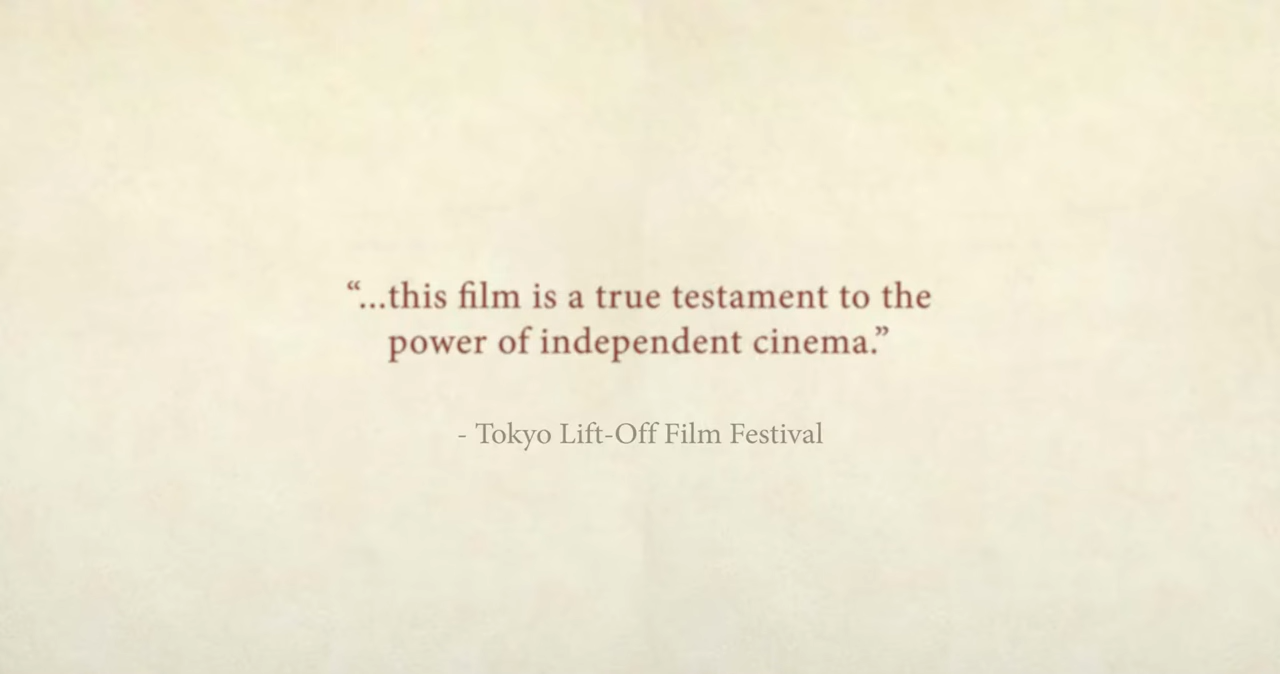 “...this film is a true testament to the
power of independent cinema.”
- Tokyo Lift-Off Film Festival